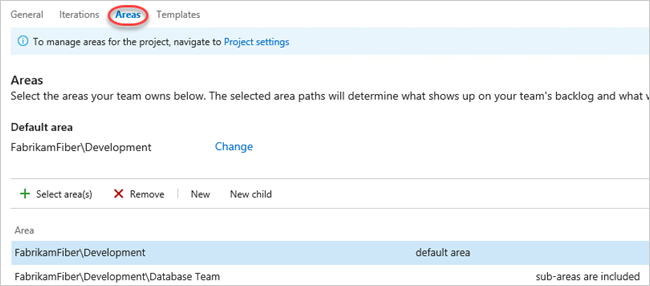 General Iterations Areas Templates
To manage areas for the project, navigate to Project settings
Areas
Select the areas your team owns below. The selected area paths will determine what shows up on your team's backlog and what
Default area
FabrikamFiber\Development Change
Select area(s) Remove New New child
Area
FabrikamFiber\Development default area
FabrikamFiber\Development\Database Team sub-areas are included